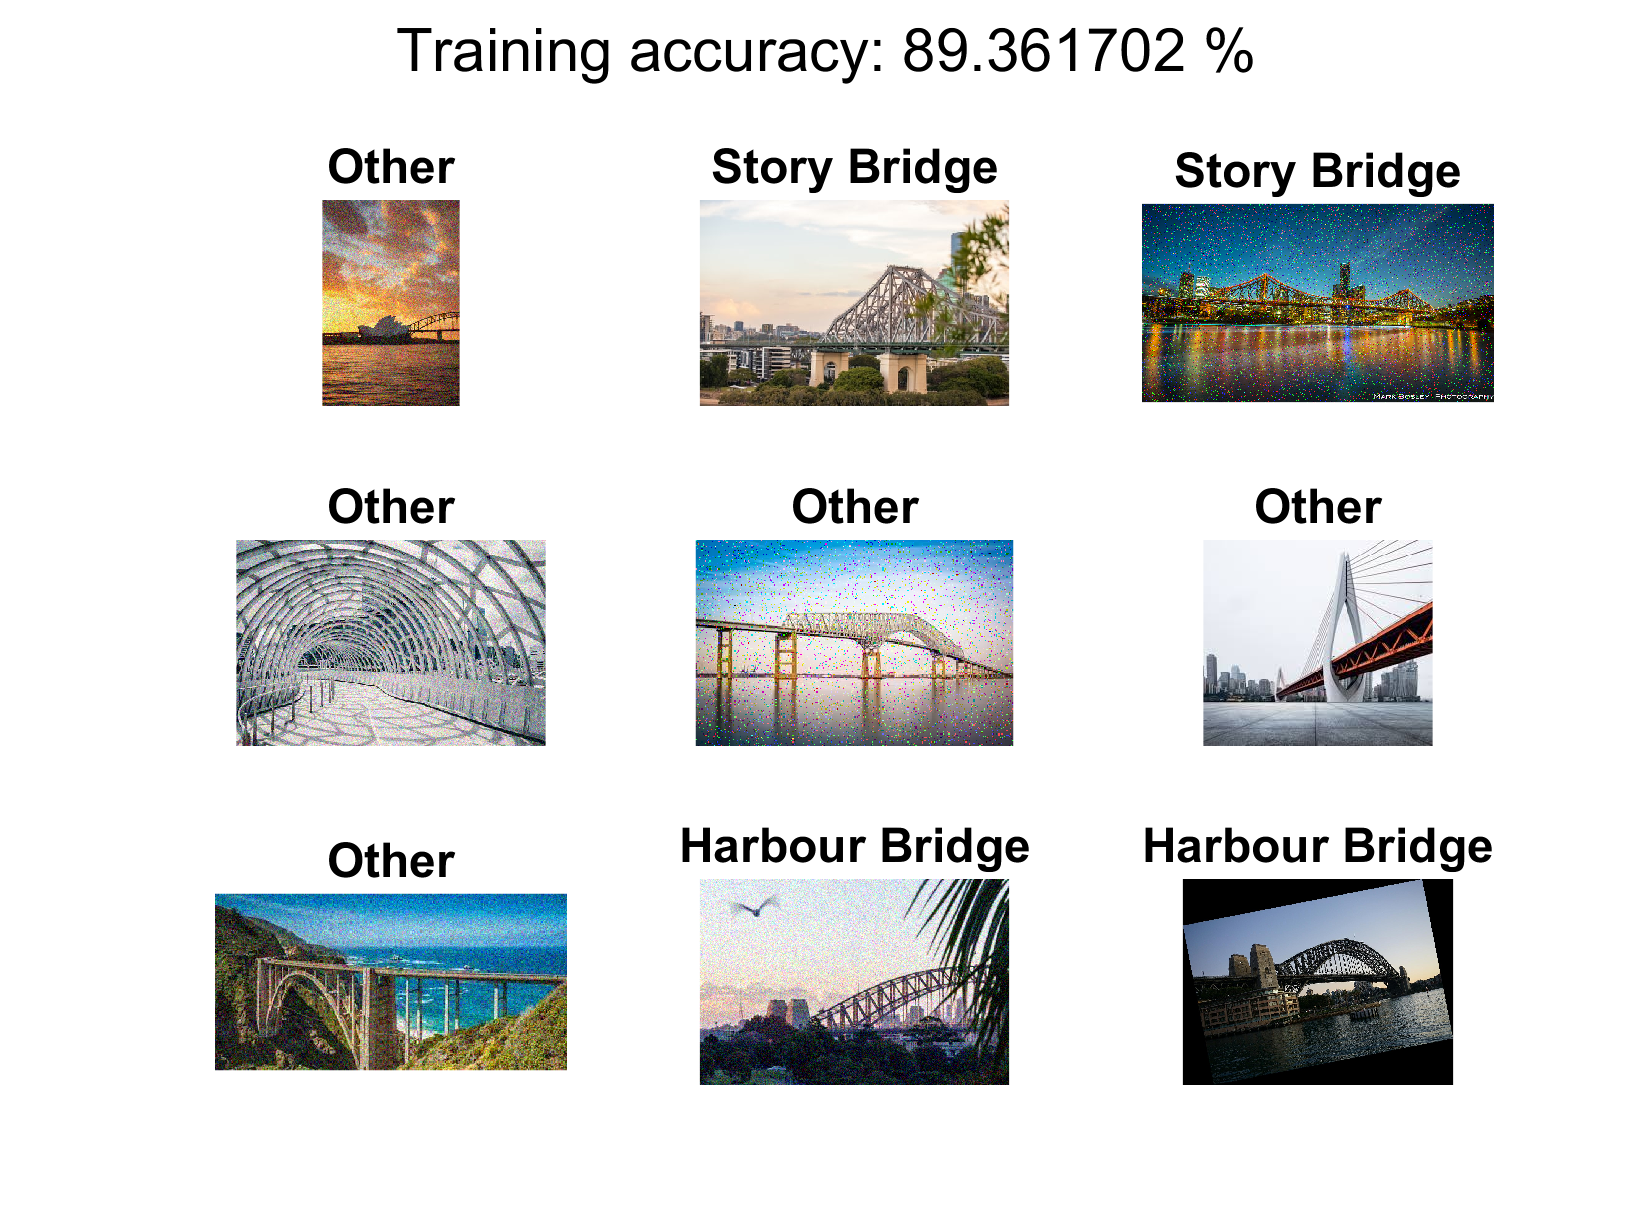 Training accuracy: 89.361702 %
Other
Story Bridge
Story Bridge
MARK BOSLEY PHOTOGRAPHY
Other
Other
Other
Other
Harbour Bridge
Harbour Bridge